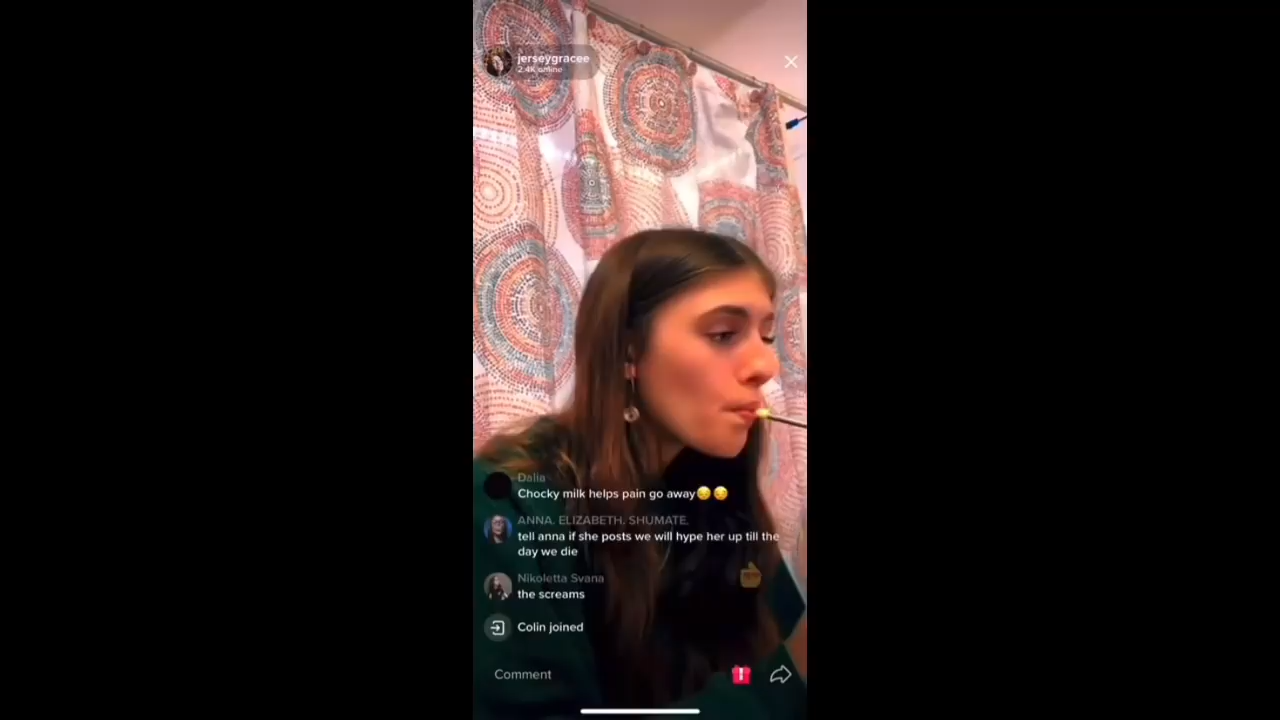 jerseygracee
2.4K online
Dalia
Chocky milk helps pain go away😔😔
ANNA. ELIZABETH. SHUMATE.
tell anna if she posts we will hype her up till the
day we die
Nikoletta Svana
the screams
Colin joined
Comment